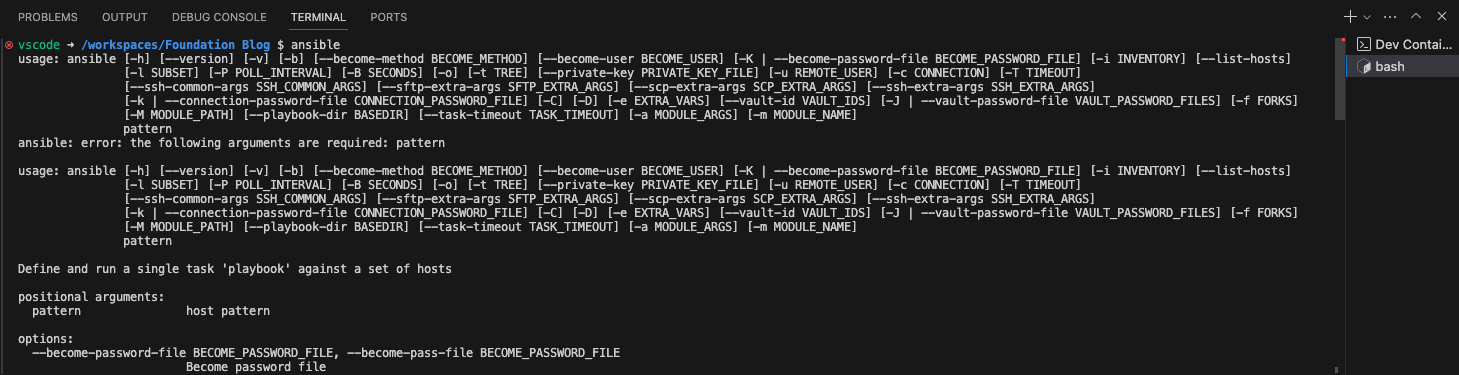 PROBLEMS OUTPUT DEBUG CONSOLE TERMINAL PORTS
vscode → /workspaces/Foundation Blog $ ansible
usage: ansible [-h] [--version] [-v] [-b] [--become-method BECOME_METHOD] [--become-user BECOME_USER] [-K | --become-password-file BECOME_PASSWORD_FILE] [-i INVENTORY] [--list-hosts]
[-l SUBSET] [-P POLL_INTERVAL] [-B SECONDS] [-o] [-t TREE] [--private-key PRIVATE_KEY_FILE] [-u REMOTE_USER] [-c CONNECTION] [-T TIMEOUT]
[--ssh-common-args SSH_COMMON_ARGS] [--sftp-extra-args SFTP_EXTRA_ARGS] [--scp-extra-args SCP_EXTRA_ARGS] [--ssh-extra-args SSH_EXTRA_ARGS]
[-k | --connection-password-file CONNECTION_PASSWORD_FILE] [-C] [-D] [-e EXTRA_VARS] [--vault-id VAULT_IDS] [-J | --vault-password-file VAULT_PASSWORD_FILES] [-f FORKS]
[-M MODULE_PATH] [--playbook-dir BASEDIR] [--task-timeout TASK_TIMEOUT] [-a MODULE_ARGS] [-m MODULE_NAME]
pattern
ansible: error: the following arguments are required: pattern
usage: ansible [-h] [--version] [-v] [-b] [--become-method BECOME_METHOD] [--become-user BECOME_USER] [-K | --become-password-file BECOME_PASSWORD_FILE] [-i INVENTORY] [--list-hosts]
[-l SUBSET] [-P POLL_INTERVAL] [-B SECONDS] [-o] [-t TREE] [--private-key PRIVATE_KEY_FILE] [-u REMOTE_USER] [-c CONNECTION] [-T TIMEOUT]
[--ssh-common-args SSH_COMMON_ARGS] [--sftp-extra-args SFTP_EXTRA_ARGS] [--scp-extra-args SCP_EXTRA_ARGS] [--ssh-extra-args SSH_EXTRA_ARGS]
[-k | --connection-password-file CONNECTION_PASSWORD_FILE] [-C] [-D] [-e EXTRA_VARS] [--vault-id VAULT_IDS] [-J | --vault-password-file VAULT_PASSWORD_FILES] [-f FORKS]
[-M MODULE_PATH] [--playbook-dir BASEDIR] [--task-timeout TASK_TIMEOUT] [-a MODULE_ARGS] [-m MODULE_NAME]
pattern
Define and run a single task 'playbook' against a set of hosts
positional arguments:
pattern host pattern
options:
--become-password-file BECOME_PASSWORD_FILE, --become-pass-file BECOME_PASSWORD_FILE
Become password file
Dev Contai...
bash